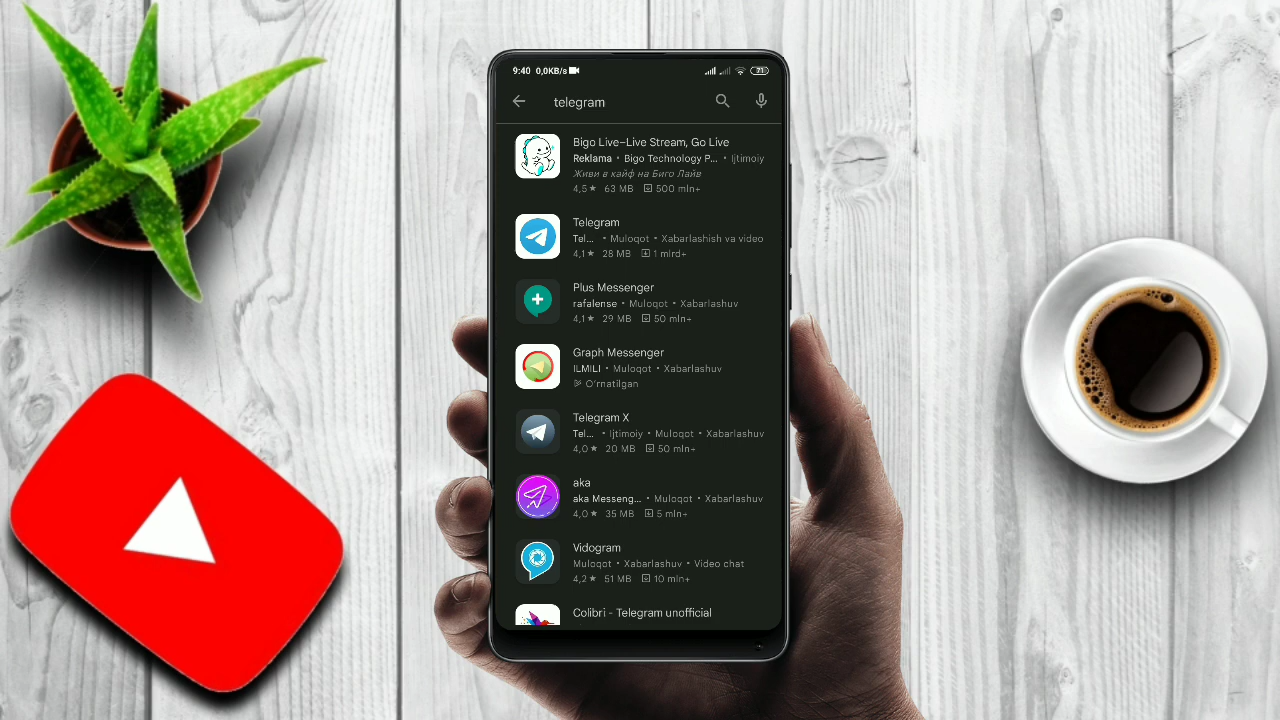 9:40 0,0KB/s 71
telegram
Bigo Live–Live Stream, Go Live
Reklama • Bigo Technology P... • Ijtimoiy
Живи в кайф на Биго Лайв
4,5★ 63 MB 500 mln+
Telegram
Tel... • Muloqot • Xabarlashish va video
4,1★ 28 MB 1 mlrd+
Plus Messenger
rafalense • Muloqot • Xabarlashuv
4,1★ 29 MB 50 mln+
Graph Messenger
ILMILI • Muloqot • Xabarlashuv
Oʻrnatilgan
Telegram X
Tel... • Ijtimoiy • Muloqot • Xabarlashuv
4,0★ 20 MB 50 mln+
aka
aka Messeng... • Muloqot • Xabarlashuv
4,0★ 35 MB 5 mln+
Vidogram
Muloqot • Xabarlashuv • Video chat
4,2★ 51 MB 10 mln+
Colibri - Telegram unofficial